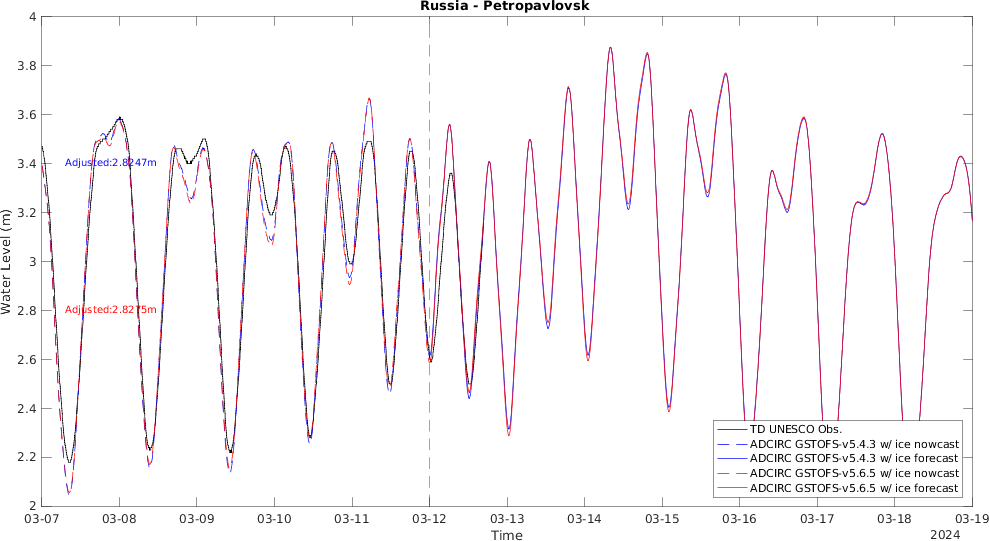 Russia - Petropavlovsk
Water Level (m)
4
3.8
3.6
3.4
3.2
3
2.8
2.6
2.4
2.2
2
Adjusted:2.8247m
Adjusted:2.8275m
TD UNESCO Obs.
ADCIRC GSTOFS-v5.4.3 w/ ice nowcast
ADCIRC GSTOFS-v5.4.3 w/ ice forecast
ADCIRC GSTOFS-v5.6.5 w/ ice nowcast
ADCIRC GSTOFS-v5.6.5 w/ ice forecast
03-07 03-08 03-09 03-10 03-11 03-12 03-13 03-14 03-15 03-16 03-17 03-18 03-19
Time
2024